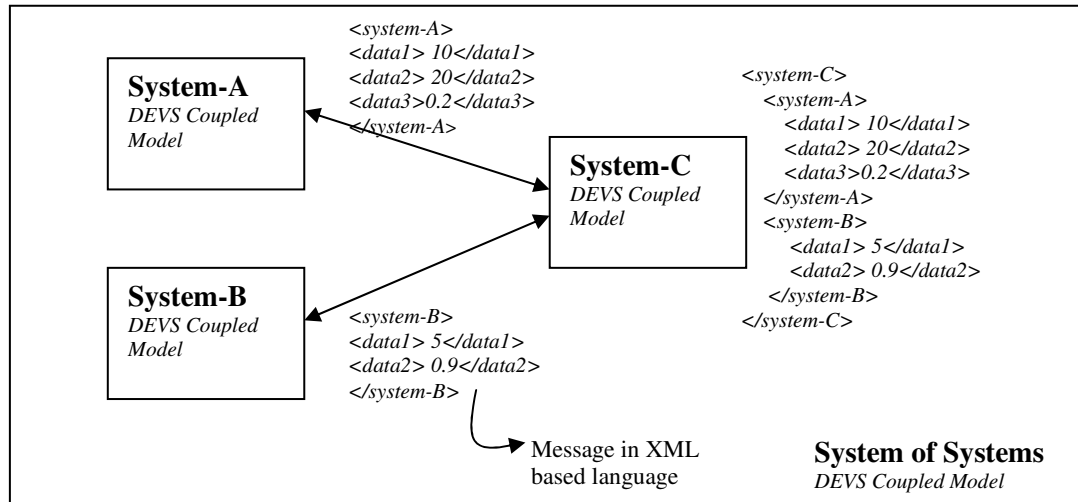 System-A
DEVS Coupled
Model
<system-A>
<data1> 10</data1>
<data2> 20</data2>
<data3>0.2</data3>
</system-A>
System-C
DEVS Coupled
Model
<system-C>
<system-A>
<data1> 10</data1>
<data2> 20</data2>
<data3>0.2</data3>
</system-A>
<system-B>
<data1> 5</data1>
<data2> 0.9</data2>
</system-B>
</system-C>
System-B
DEVS Coupled
Model
<system-B>
<data1> 5</data1>
<data2> 0.9</data2>
</system-B>
Message in XML
based language
System of Systems
DEVS Coupled Model